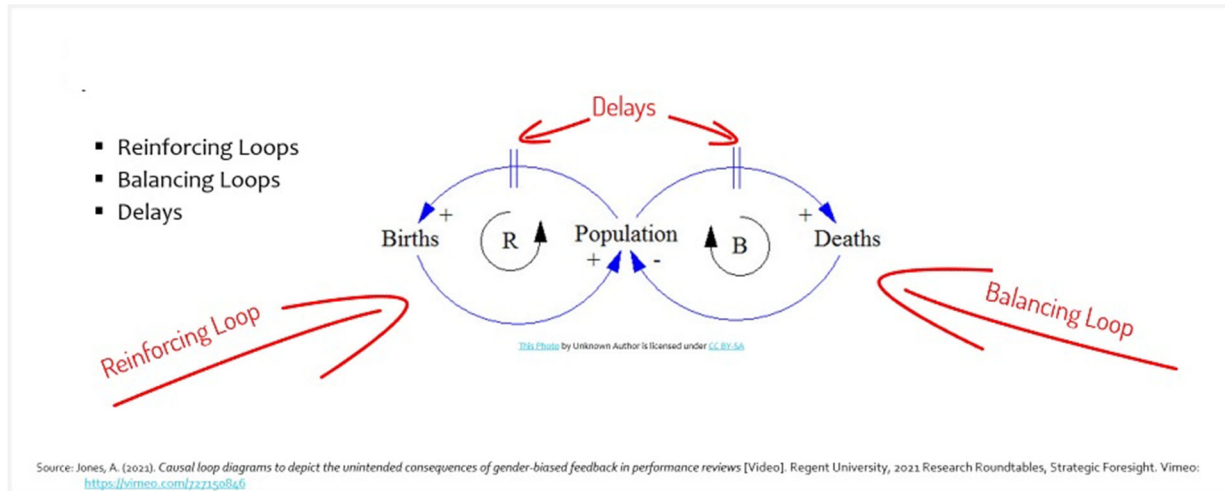 Delays
▪ Reinforcing Loops
▪ Balancing Loops
▪ Delays
+
+
Births
R
Population
B
Deaths
+
-
Reinforcing Loop
Balancing Loop
This Photo by Unknown Author is licensed under CC BY-SA
Source: Jones, A. (2021). Causal loop diagrams to depict the unintended consequences of gender-biased feedback in performance reviews [Video]. Regent University, 2021 Research Roundtables, Strategic Foresight. Vimeo:
https://vimeo.com/727150846